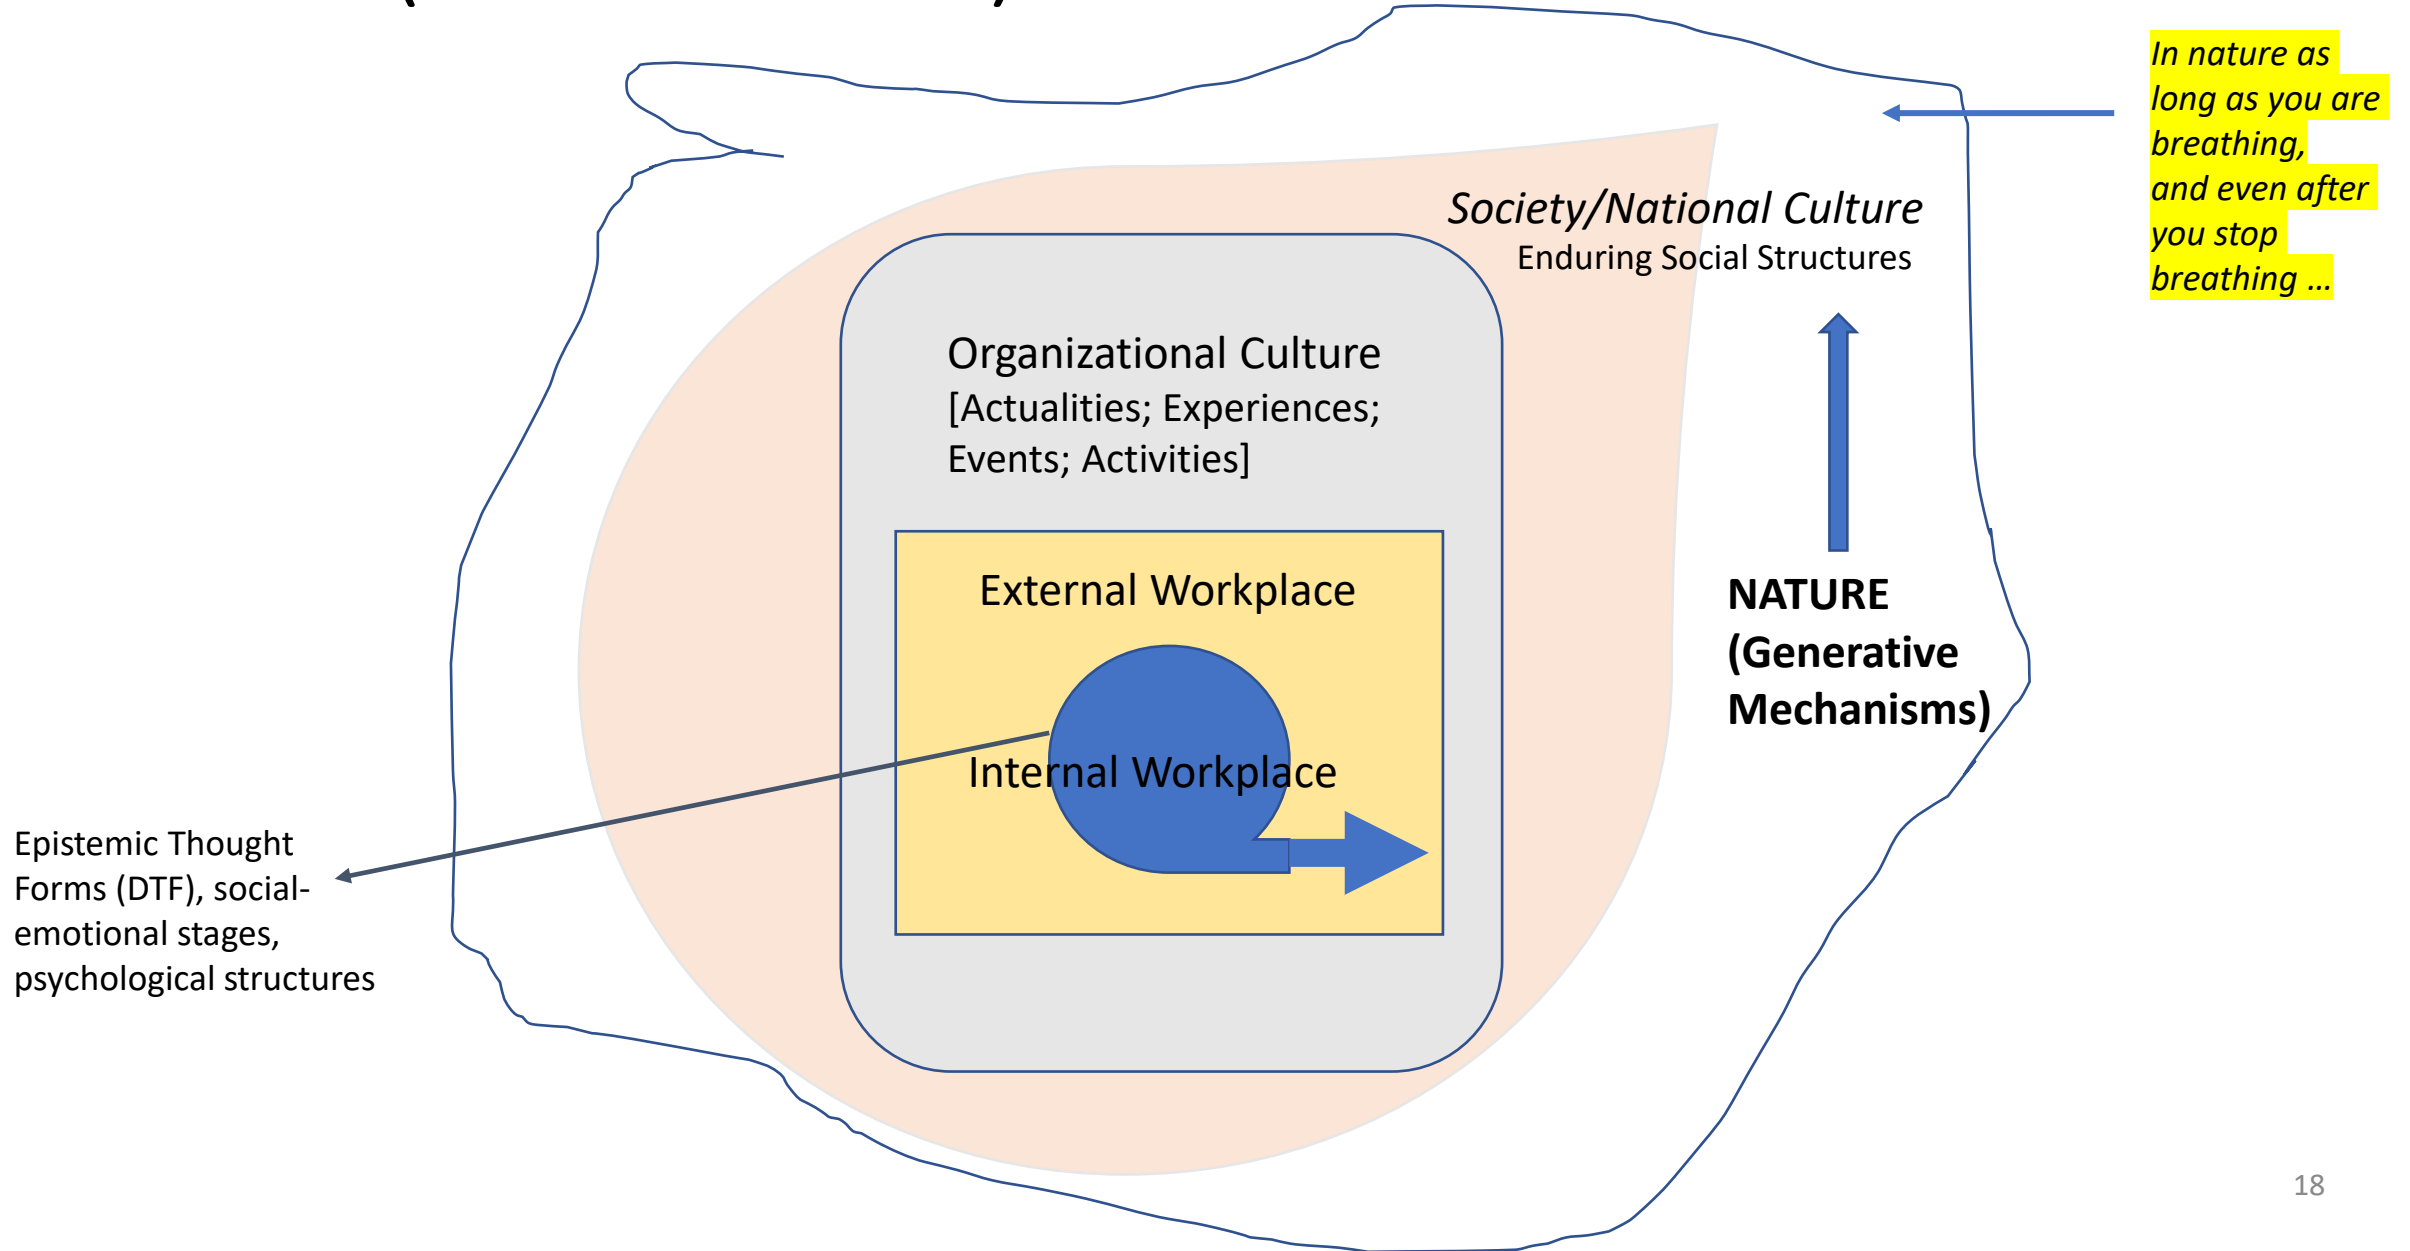 In nature as
long as you are
breathing,
and even after
you stop
breathing ...
Society/National Culture
Enduring Social Structures
Organizational Culture
[Actualities; Experiences;
Events; Activities]
External Workplace
NATURE
(Generative
Mechanisms)
Internal Workplace
Epistemic Thought
Forms (DTF), social-
emotional stages,
psychological structures
18